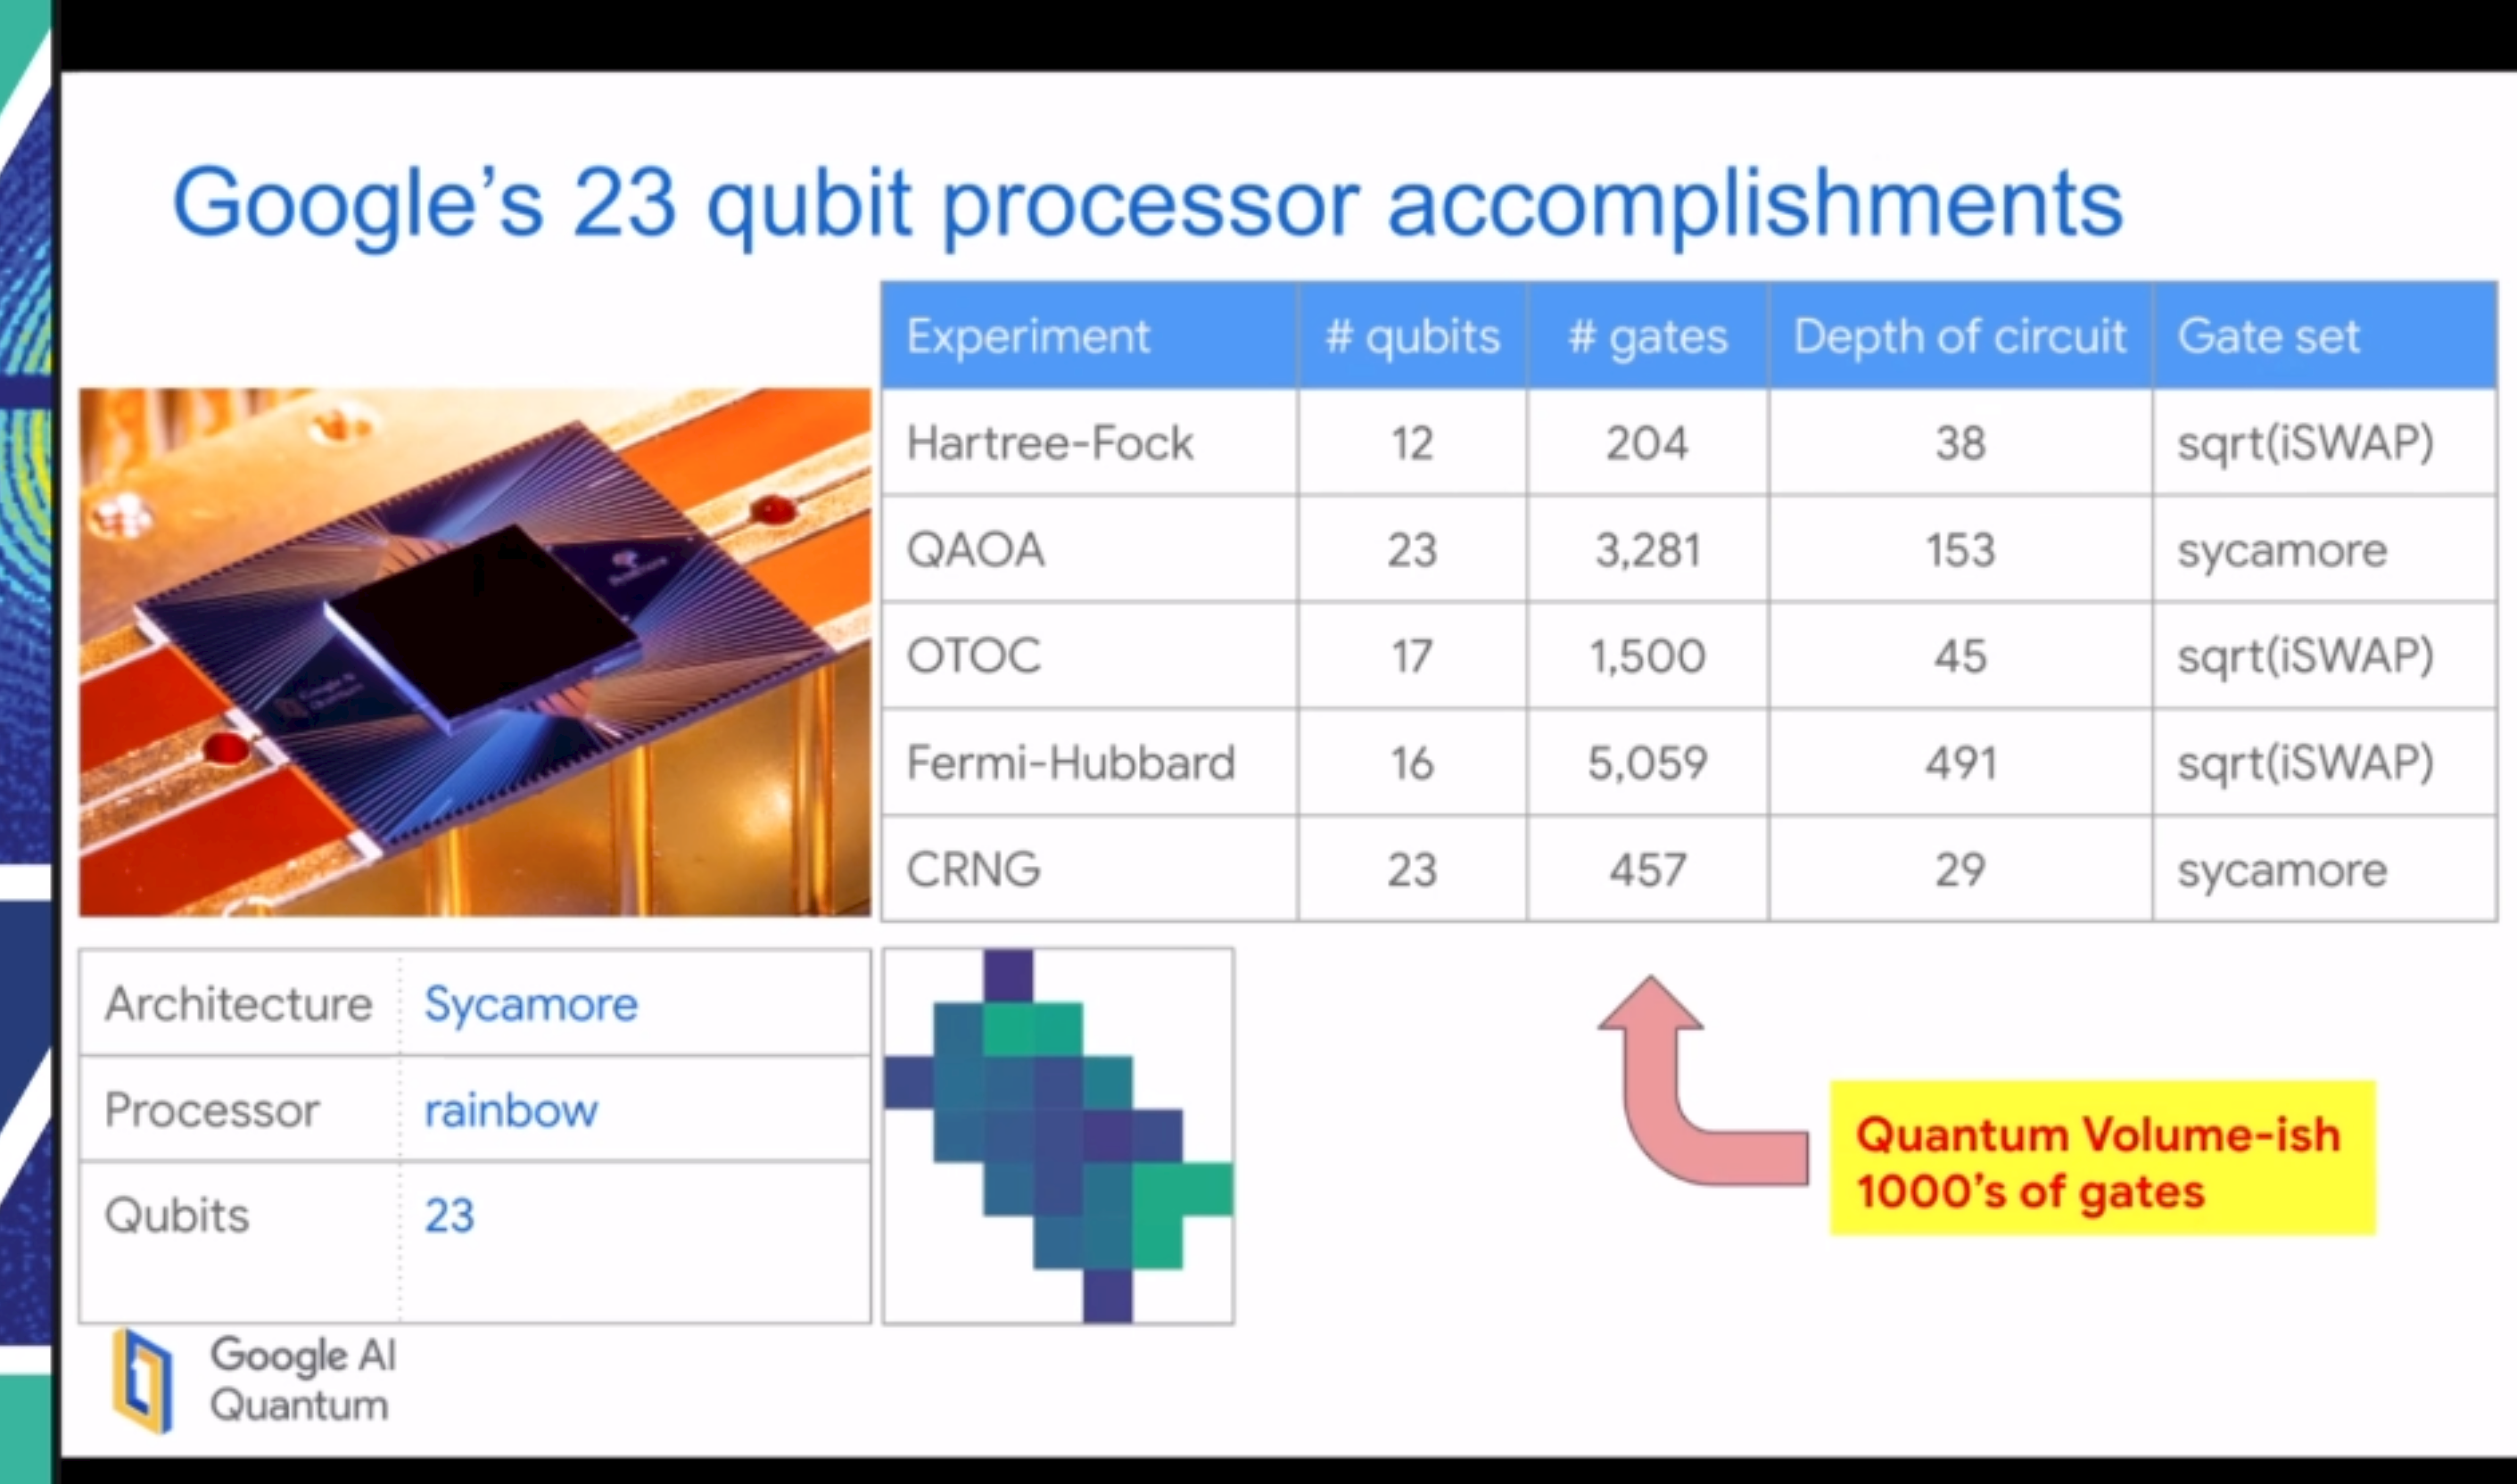 Google's 23 qubit processor accomplishments
Experiment # qubits # gates Depth of circuit Gate set
Hartree-Fock 12 204 38 sqrt(iSWAP)
QAOA 23 3,281 153 sycamore
OTOC 17 1,500 45 sqrt(iSWAP)
Fermi-Hubbard 16 5,059 491 sqrt(iSWAP)
CRNG 23 457 29 sycamore
Architecture Sycamore
Processor rainbow
Qubits 23
Quantum Volume-ish
1000's of gates
Google AI
Quantum